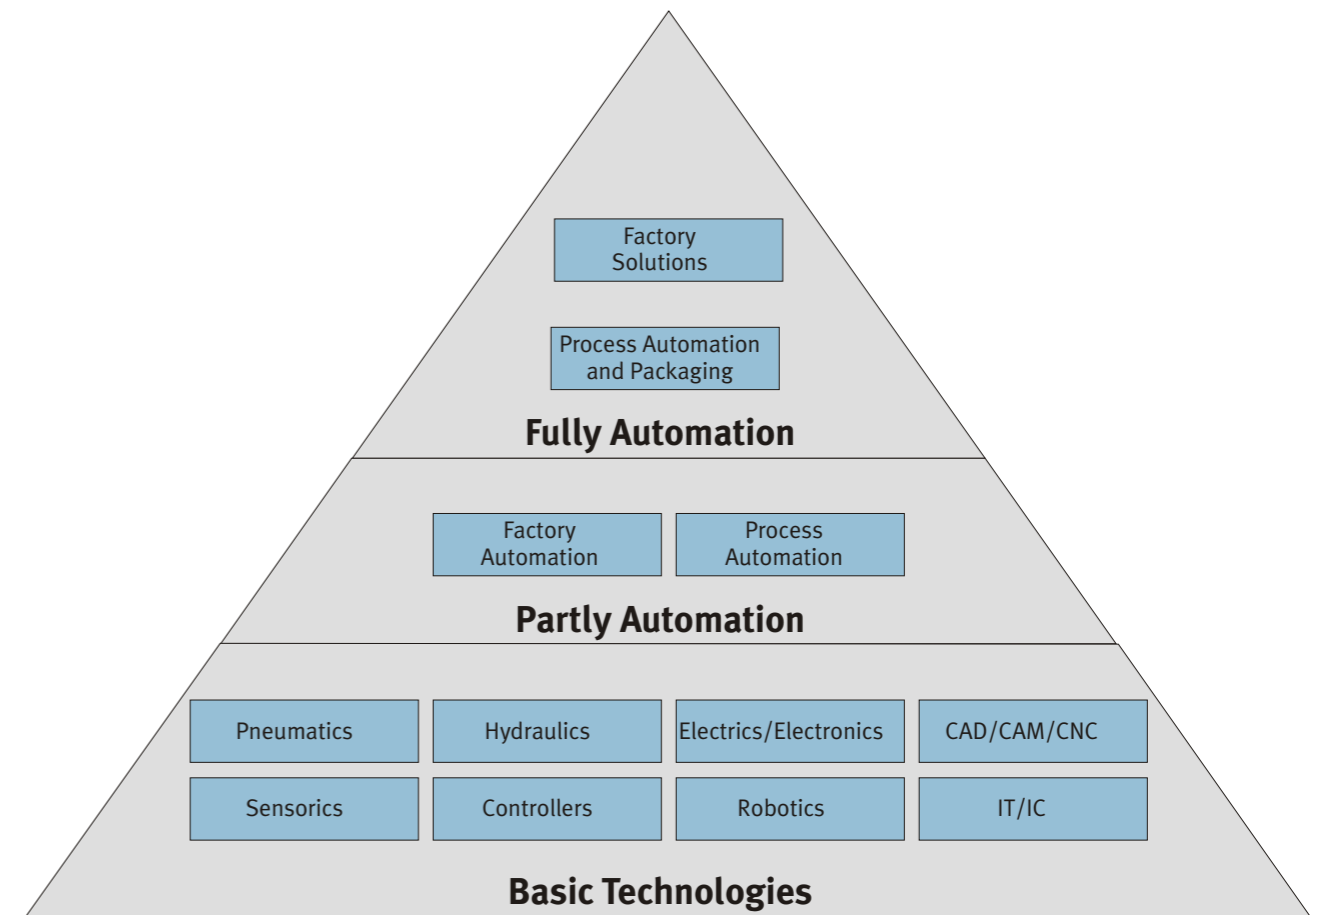 Factory
Solutions
Process Automation
and Packaging
Fully Automation
Factory
Automation
Process
Automation
Partly Automation
Pneumatics
Hydraulics
Electrics/Electronics
CAD/CAM/CNC
Sensorics
Controllers
Robotics
IT/IC
Basic Technologies